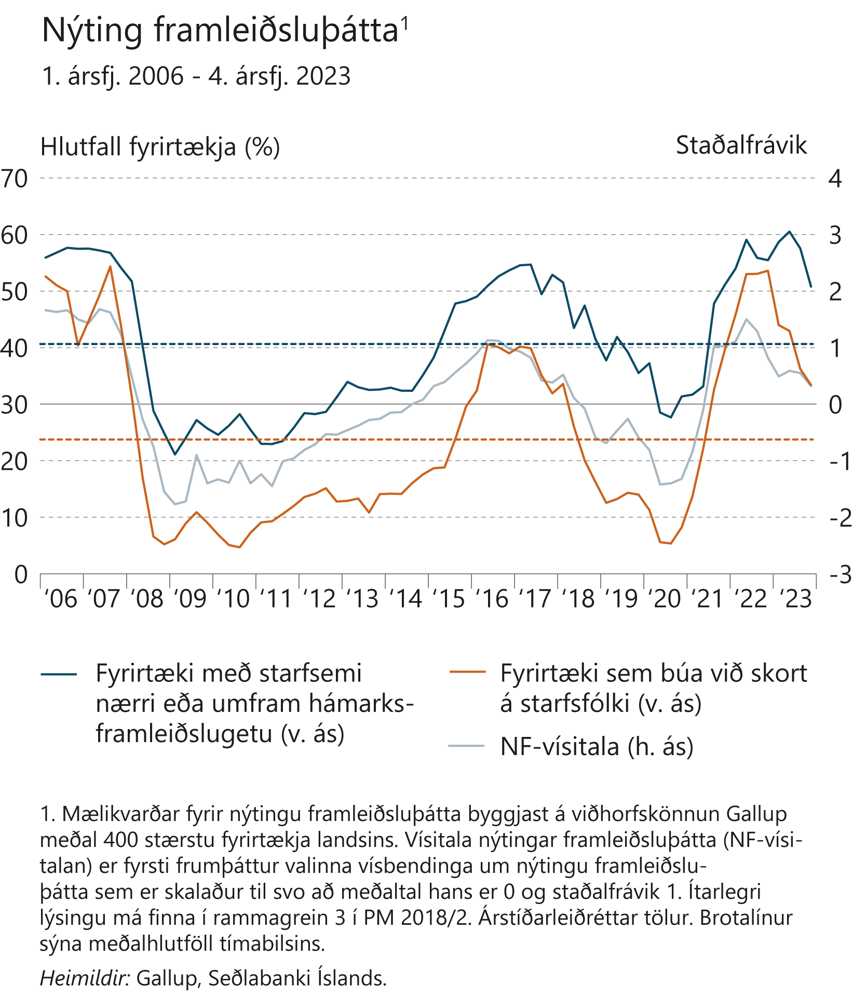 Nýting framleiðsluþátta¹
1. ársfj. 2006 - 4. ársfj. 2023
Hlutfall fyrirtækja (%)
Staðalfrávik
70
4
60
3
50
2
40
1
30
0
20
-1
10
-2
0
-3
‘06 ‘07 ‘08 ‘09 ‘10 ‘11 ‘12 ‘13 ‘14 ‘15 ‘16 ‘17 ‘18 ‘19 ‘20 ‘21 ‘22 ‘23
Fyrirtæki með starfsemi
nærri eða umfram hámarks-
framleiðslugetu (v. ás)
Fyrirtæki sem búa við skort
á starfsfólki (v. ás)
NF-vísitala (h. ás)
1. Mælikvarðar fyrir nýtingu framleiðsluþátta byggjast á viðhorfskönnun Gallup
meðal 400 stærstu fyrirtækja landsins. Vísitala nýtingar framleiðsluþátta (NF-vísi-
talan) er fyrsti frumþáttur valinna vísbendinga um nýtingu framleiðslu-
þátta sem er skalaður til svo að meðaltal hans er 0 og staðalfrávik 1. Ítarlegri
lýsingu má finna í rammagrein 3 í PM 2018/2. Árstíðarleiðréttar tölur. Brotalínur
sýna meðalhlutföll tímabilsins.
Heimildir: Gallup, Seðlabanki Íslands.